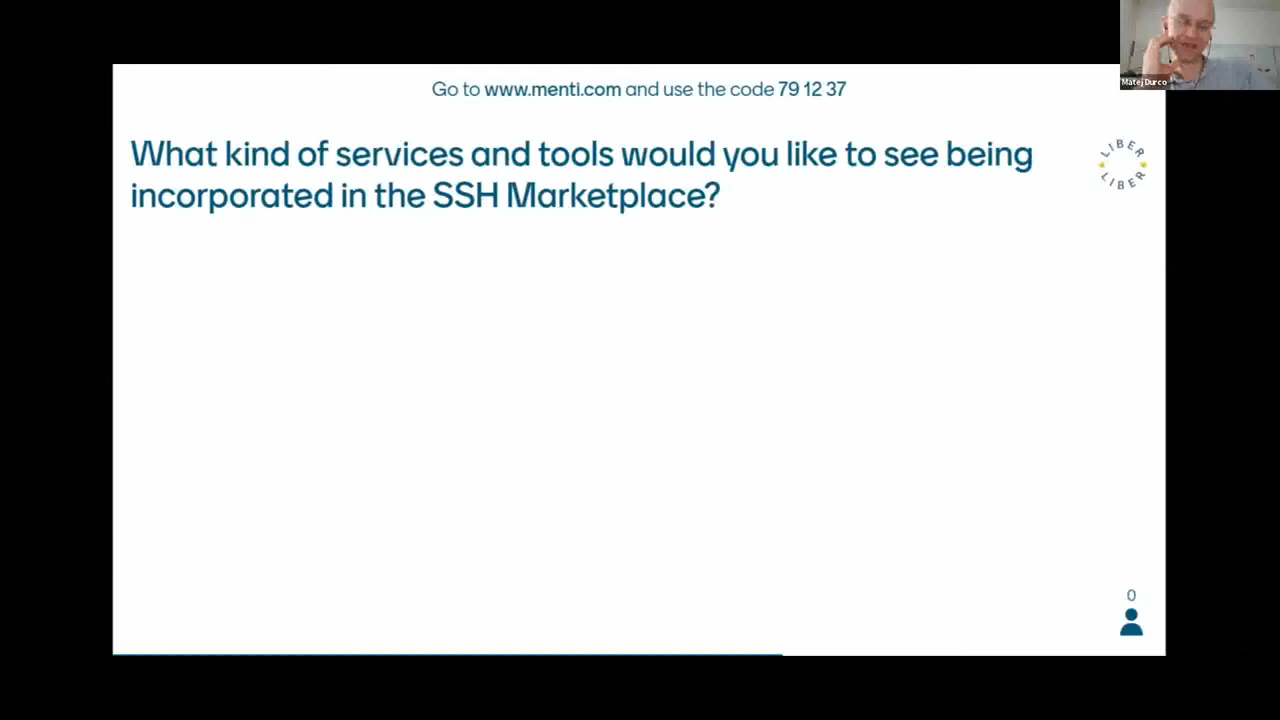 Matej Durco
Go to www.menti.com and use the code 79 12 37
What kind of services and tools would you like to see being
incorporated in the SSH Marketplace?
LIBER
LIBER
0